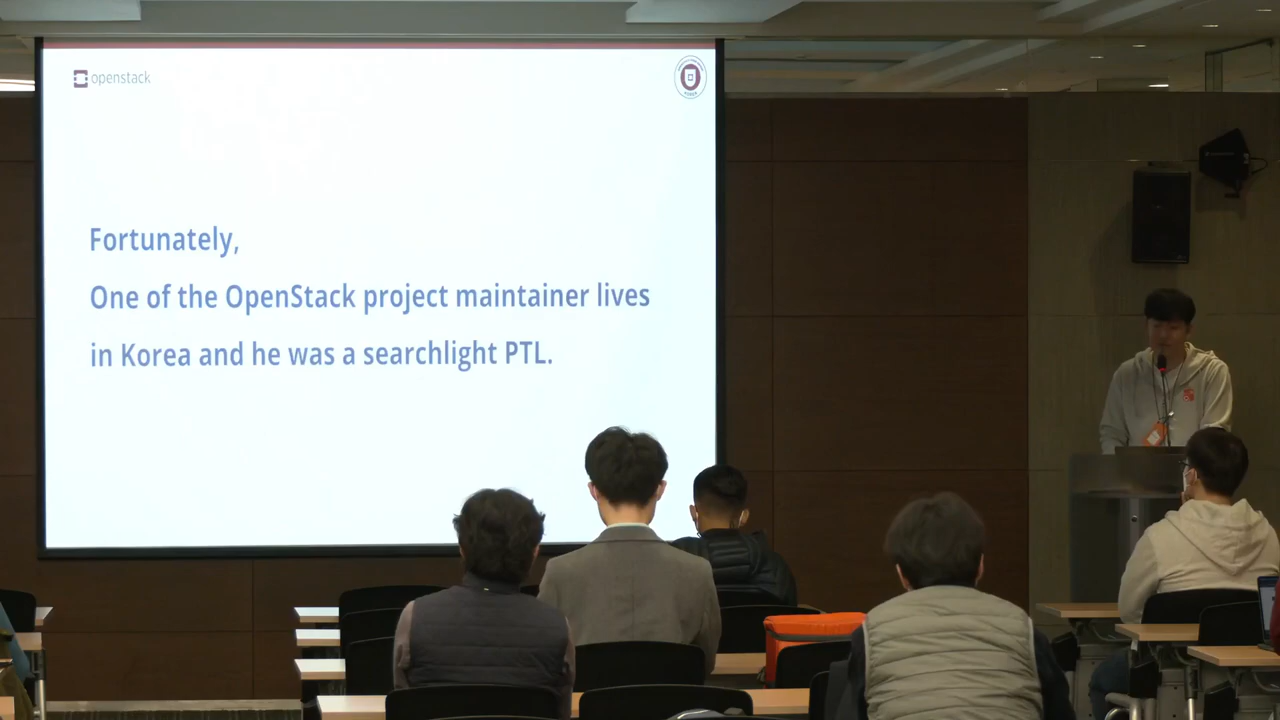 openstack
Fortunately,
One of the OpenStack project maintainer lives
in Korea and he was a searchlight PTL.